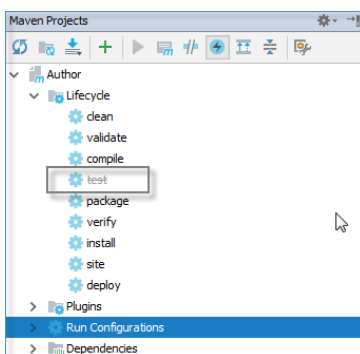 Maven Projects
Author
Lifecycle
clean
validate
compile
test
package
verify
install
site
deploy
Plugins
Run Configurations
Dependencies